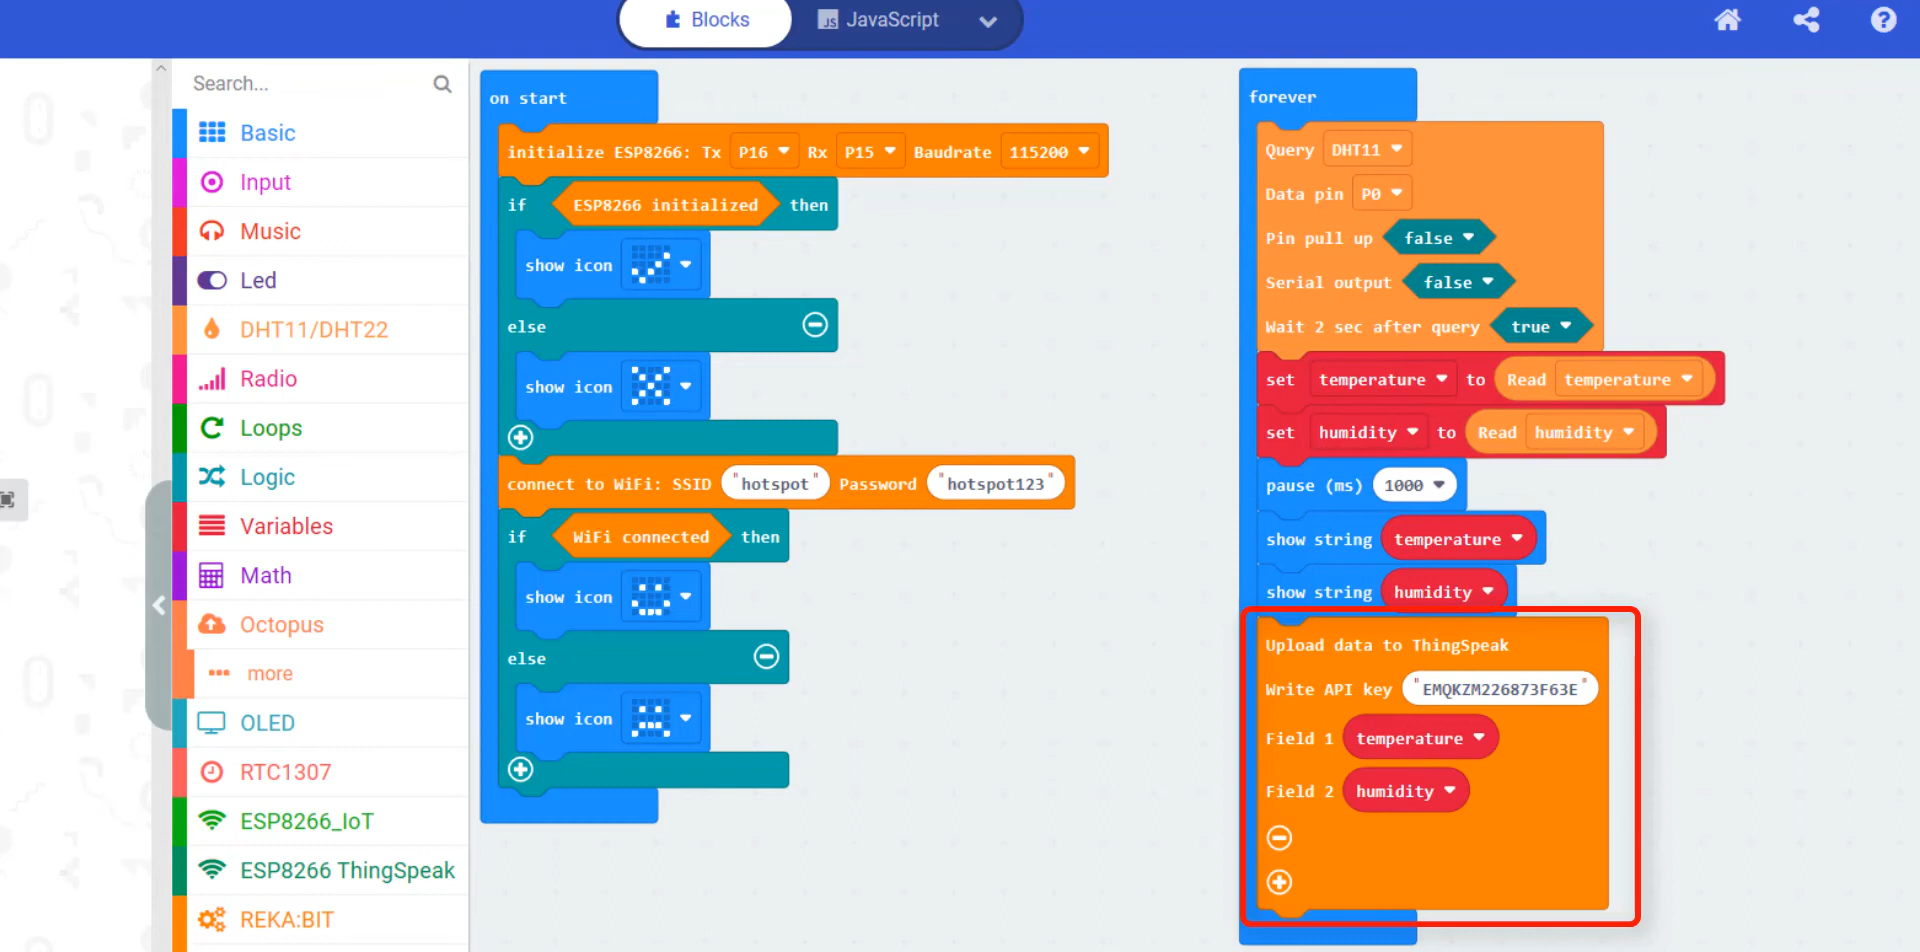 Blocks
JS JavaScript
?
Search...
Basic
Input
Music
Led
DHT11/DHT22
Radio
Loops
Logic
Variables
Math
Octopus
more
OLED
RTC1307
ESP8266_IoT
ESP8266 ThingSpeak
REKA:BIT
on start
initialize ESP8266: Tx P16 Rx P15 Baudrate 115200
if ESP8266 initialized then
show icon
else
show icon
connect to WiFi: SSID "hotspot" Password "hotspot123"
if WiFi connected then
show icon
else
show icon
forever
Query DHT11
Data pin P0
Pin pull up false
Serial output false
Wait 2 sec after query true
set temperature to Read temperature
set humidity to Read humidity
pause (ms) 1000
show string temperature
show string humidity
Upload data to ThingSpeak
Write API key "EMQKZM226873F63E"
Field 1 temperature
Field 2 humidity